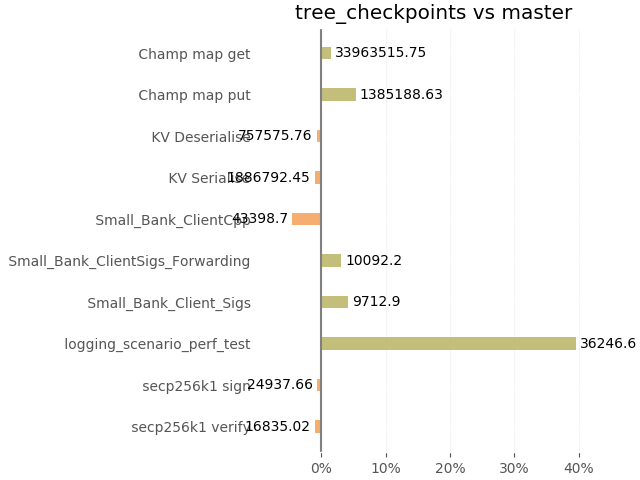 tree_checkpoints vs master
Champ map get 33963515.75
Champ map put 1385188.63
KV Deserialise 757575.76
KV Serialise 1886792.45
Small_Bank_ClientCpp 43398.7
Small_Bank_ClientSigs_Forwarding 10092.2
Small_Bank_Client_Sigs 9712.9
logging_scenario_perf_test 36246.6
secp256k1 sign 24937.66
secp256k1 verify 16835.02
0% 10% 20% 30% 40%